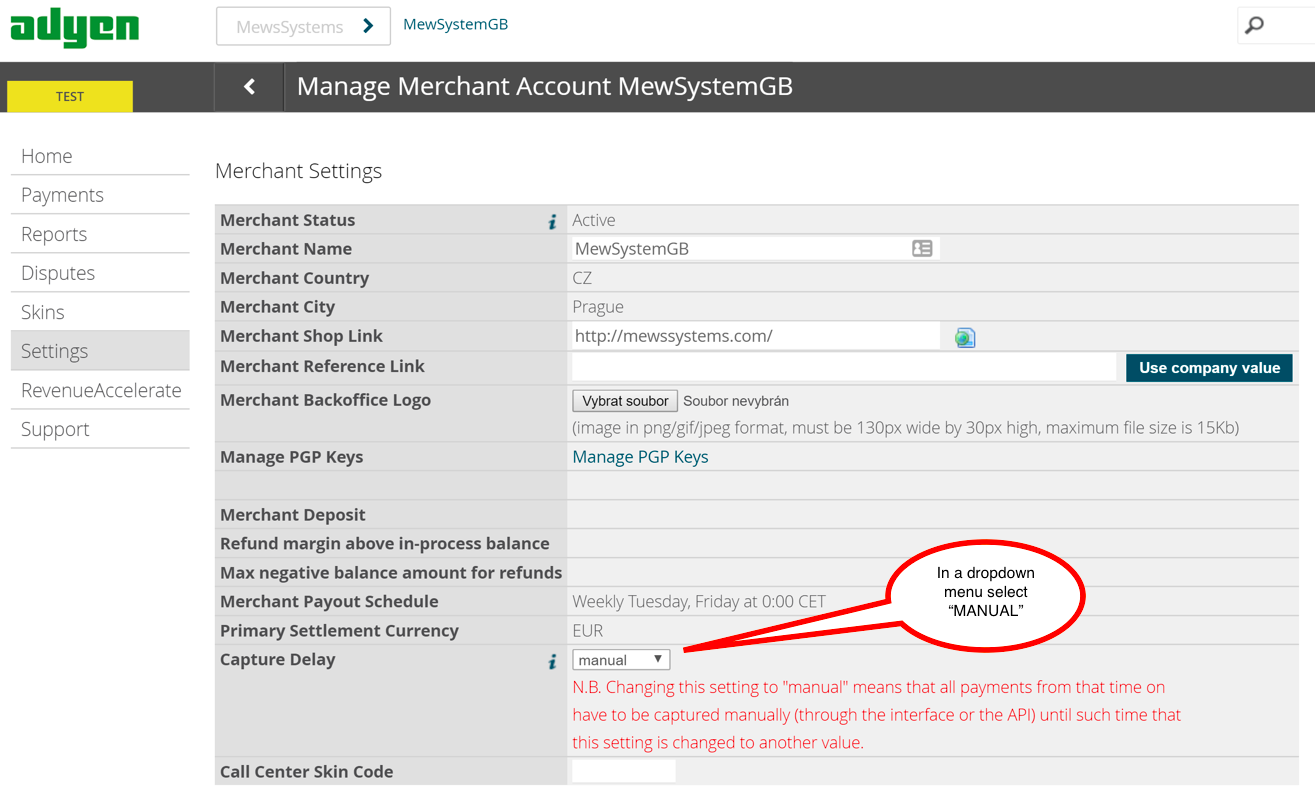 adyen
MewsSystems
MewSystemGB
TEST
Manage Merchant Account MewSystemGB
Home
Payments
Reports
Disputes
Skins
Settings
RevenueAccelerate
Support
Merchant Settings
Merchant Status i Active
Merchant Name MewSystemGB
Merchant Country CZ
Merchant City Prague
Merchant Shop Link http://mewssystems.com/
Merchant Reference Link Use company value
Merchant Backoffice Logo Vybrat soubor Soubor nevybrán
(image in png/gif/jpeg format, must be 130px wide by 30px high, maximum file size is 15Kb)
Manage PGP Keys Manage PGP Keys
Merchant Deposit
Refund margin above in-process balance
Max negative balance amount for refunds
Merchant Payout Schedule Weekly Tuesday, Friday at 0:00 CET
Primary Settlement Currency EUR
In a dropdown
menu select
“MANUAL”
Capture Delay i manual
N.B. Changing this setting to "manual" means that all payments from that time on
have to be captured manually (through the interface or the API) until such time that
this setting is changed to another value.
Call Center Skin Code